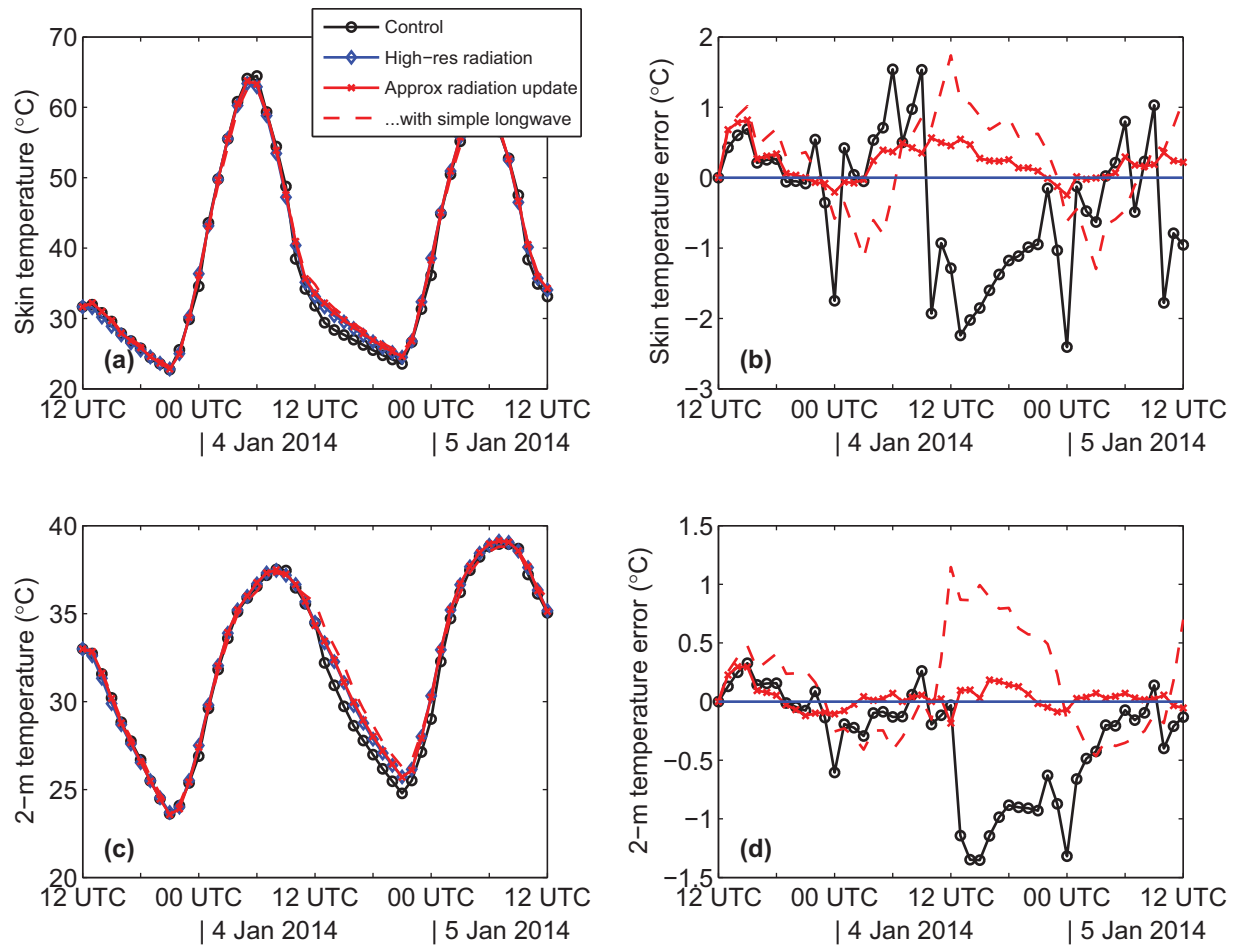 Control
High−res radiation
Approx radiation update
...with simple longwave
70
60
50
40
30
20
Skin temperature (°C)
(a)
12 UTC 00 UTC 12 UTC 00 UTC 12 UTC
| 4 Jan 2014 | 5 Jan 2014
2
1
0
−1
−2
−3
Skin temperature error (°C)
(b)
12 UTC 00 UTC 12 UTC 00 UTC 12 UTC
| 4 Jan 2014 | 5 Jan 2014
40
35
30
25
20
2−m temperature (°C)
(c)
12 UTC 00 UTC 12 UTC 00 UTC 12 UTC
| 4 Jan 2014 | 5 Jan 2014
1.5
1
0.5
0
−0.5
−1
−1.5
2−m temperature error (°C)
(d)
12 UTC 00 UTC 12 UTC 00 UTC 12 UTC
| 4 Jan 2014 | 5 Jan 2014